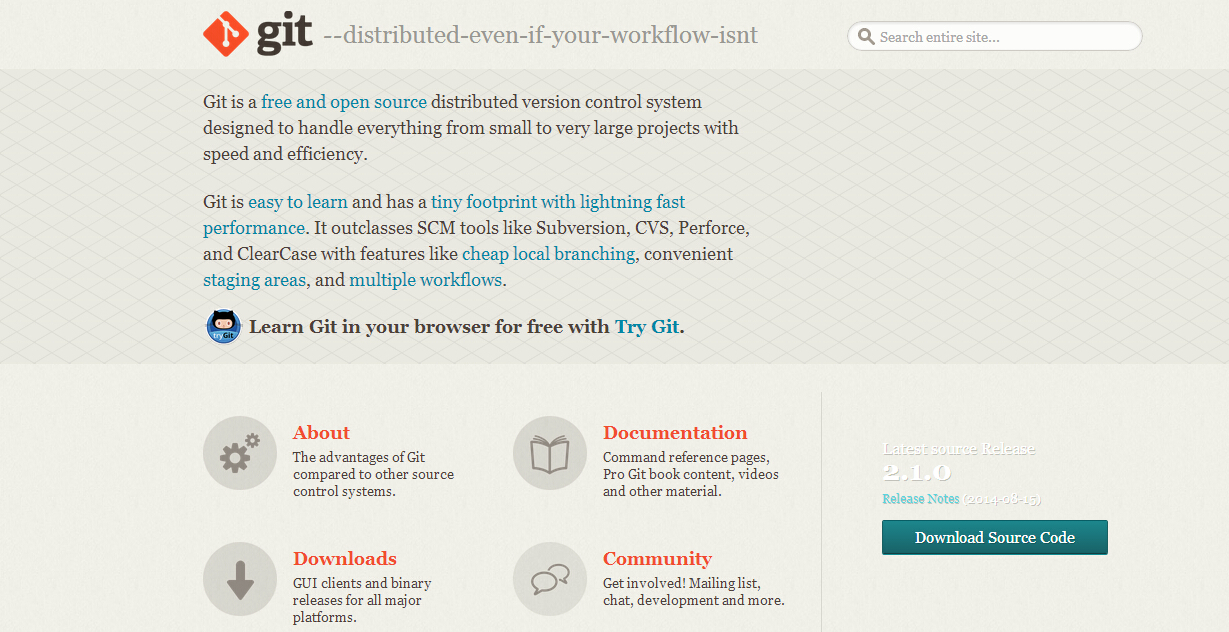 git --distributed-even-if-your-workflow-isnt
Search entire site...
Git is a free and open source distributed version control system
designed to handle everything from small to very large projects with
speed and efficiency.
Git is easy to learn and has a tiny footprint with lightning fast
performance. It outclasses SCM tools like Subversion, CVS, Perforce,
and ClearCase with features like cheap local branching, convenient
staging areas, and multiple workflows.
tryGit
Learn Git in your browser for free with Try Git.
About
The advantages of Git
compared to other source
control systems.
Documentation
Command reference pages,
Pro Git book content, videos
and other material.
Downloads
GUI clients and binary
releases for all major
platforms.
Community
Get involved! Mailing list,
chat, development and more.
Latest source Release
2.1.0
Release Notes (2014-08-15)
Download Source Code